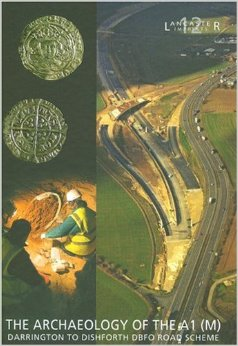 LANCASTER
IMPRINTS
THE ARCHAEOLOGY OF THE A1 (M)
DARRINGTON TO DISHFORTH DBFO ROAD SCHEME